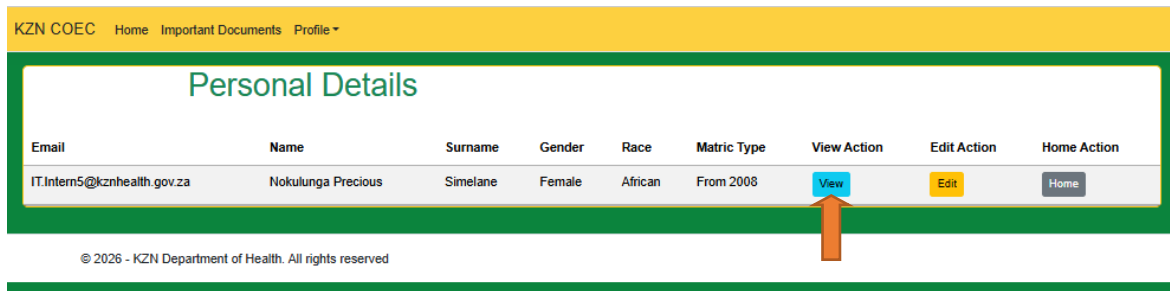 KZN COEC Home Important Documents Profile
Personal Details
Email Name Surname Gender Race Matric Type View Action Edit Action Home Action
IT.Intern5@kznhealth.gov.za Nokulunga Precious Simelane Female African From 2008 View Edit Home
© 2026 - KZN Department of Health. All rights reserved